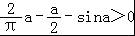 2/π a - a/2 - sina>0